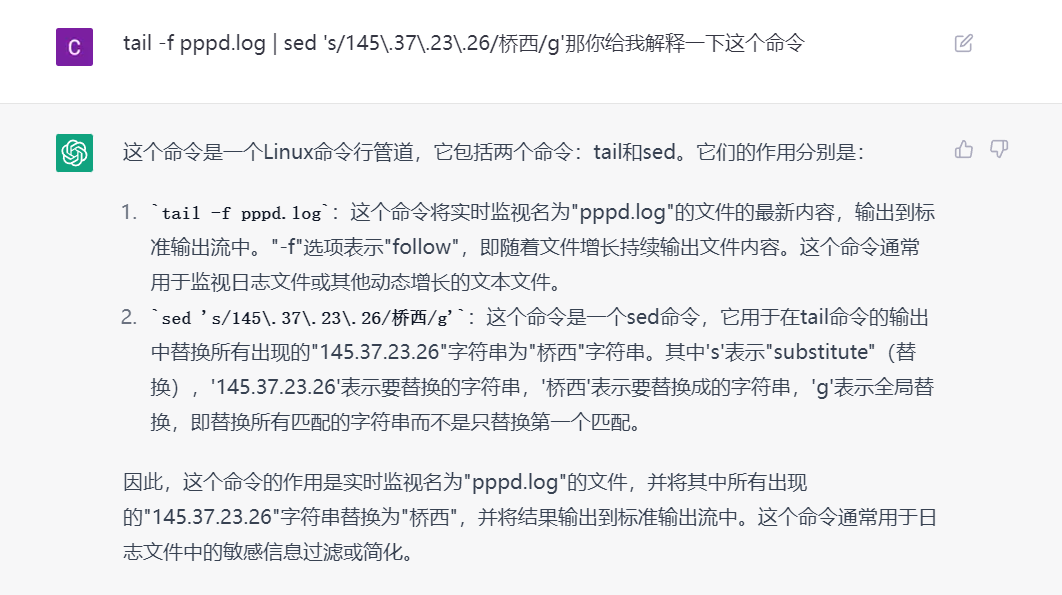 C
tail -f pppd.log | sed 's/145\.37\.23\.26/桥西/g'那你给我解释一下这个命令
这个命令是一个Linux命令行管道，它包括两个命令：tail和sed。它们的作用分别是：
1. `tail -f pppd.log`：这个命令将实时监视名为"pppd.log"的文件的最新内容，输出到标
准输出流中。"-f"选项表示"follow"，即随着文件增长持续输出文件内容。这个命令通常
用于监视日志文件或其他动态增长的文本文件。
2. `sed 's/145\.37\.23\.26/桥西/g'`：这个命令是一个sed命令，它用于在tail命令的输出
中替换所有出现的"145.37.23.26"字符串为"桥西"字符串。其中's'表示"substitute"（替
换），'145.37.23.26'表示要替换的字符串，'桥西'表示要替换成的字符串，'g'表示全局替
换，即替换所有匹配的字符串而不是只替换第一个匹配。
因此，这个命令的作用是实时监视名为"pppd.log"的文件，并将其中所有出现
的"145.37.23.26"字符串替换为"桥西"，并将结果输出到标准输出流中。这个命令通常用于日
志文件中的敏感信息过滤或简化。